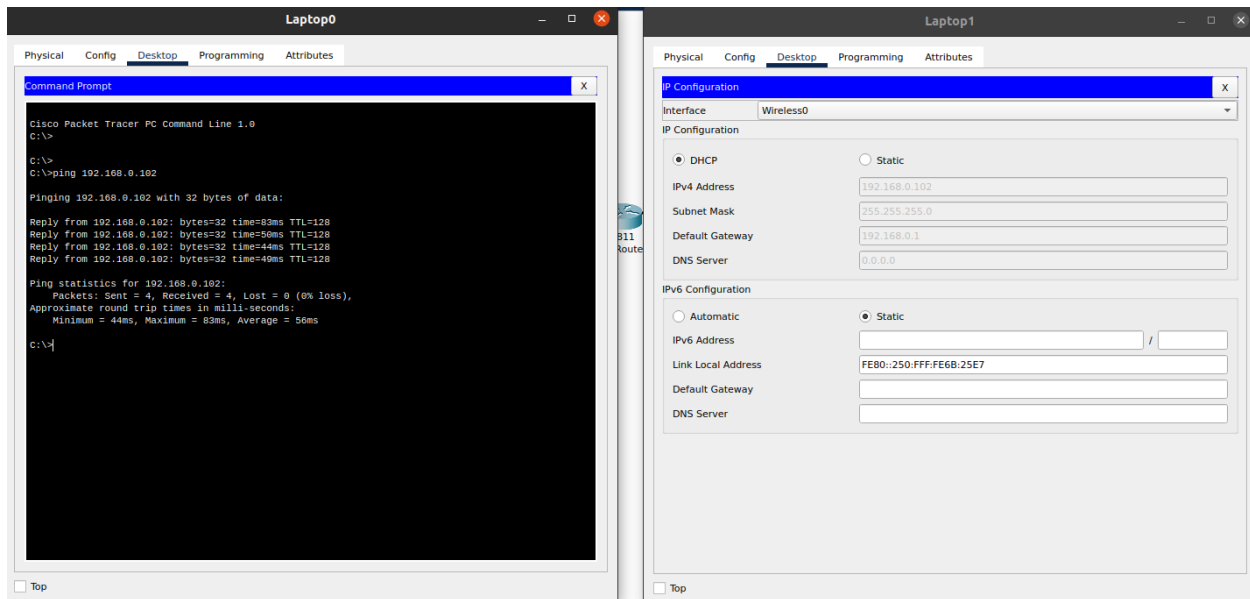 Laptop0
Physical Config Desktop Programming Attributes
Command Prompt X
Cisco Packet Tracer PC Command Line 1.0
C:\>
C:\>
C:\>ping 192.168.0.102
Pinging 192.168.0.102 with 32 bytes of data:
Reply from 192.168.0.102: bytes=32 time=83ms TTL=128
Reply from 192.168.0.102: bytes=32 time=50ms TTL=128
Reply from 192.168.0.102: bytes=32 time=44ms TTL=128
Reply from 192.168.0.102: bytes=32 time=49ms TTL=128
Ping statistics for 192.168.0.102:
Packets: Sent = 4, Received = 4, Lost = 0 (0% loss),
Approximate round trip times in milli-seconds:
Minimum = 44ms, Maximum = 83ms, Average = 56ms
C:\>
Top
811
Route
Laptop1
Physical Config Desktop Programming Attributes
IP Configuration X
Interface Wireless0
IP Configuration
DHCP Static
IPv4 Address 192.168.0.102
Subnet Mask 255.255.255.0
Default Gateway 192.168.0.1
DNS Server 0.0.0.0
IPv6 Configuration
Automatic Static
IPv6 Address /
Link Local Address FE80::250:FFF:FE6B:25E7
Default Gateway
DNS Server
Top